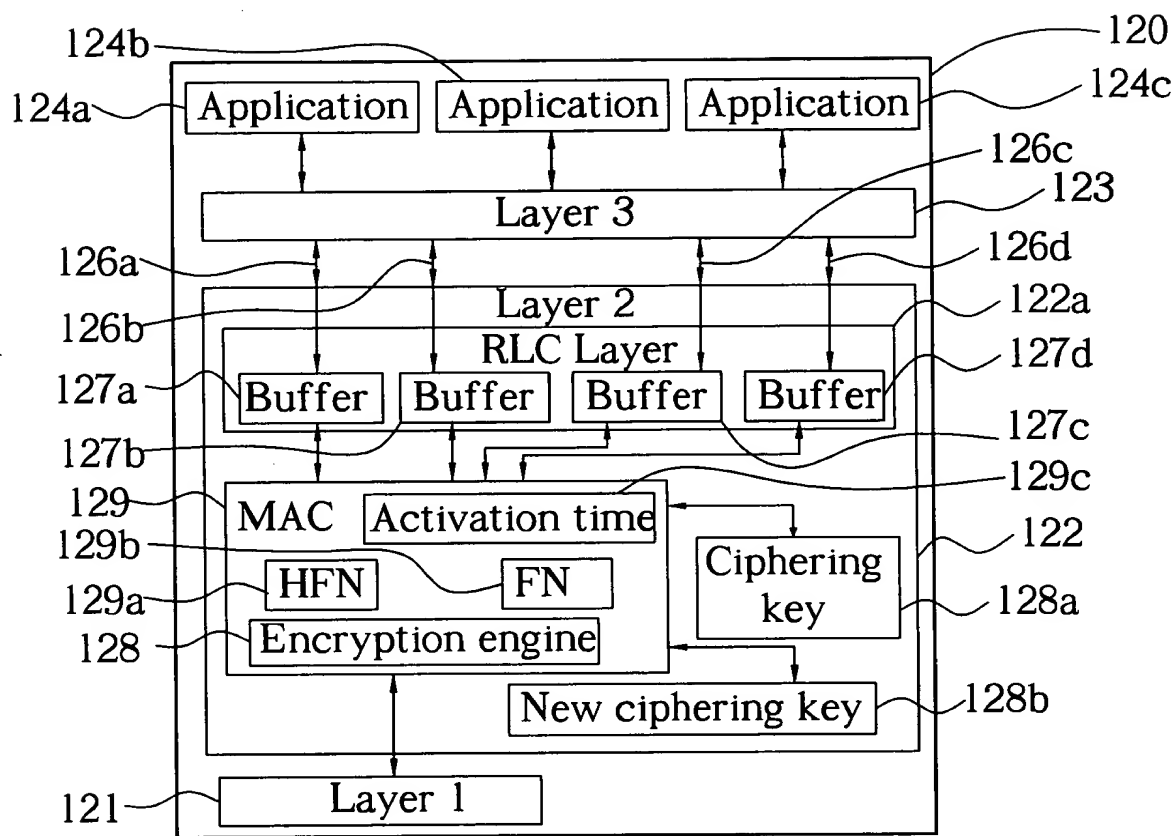 124b
120
124a
Application
Application
Application
124c
126c
Layer 3
123
126a
126d
126b
Layer 2
122a
RLC Layer
127a
Buffer
Buffer
Buffer
Buffer
127d
127b
127c
129
MAC
Activation time
129c
129b
122
HFN
FN
Ciphering
key
129a
128a
128
Encryption engine
New ciphering key
128b
121
Layer 1